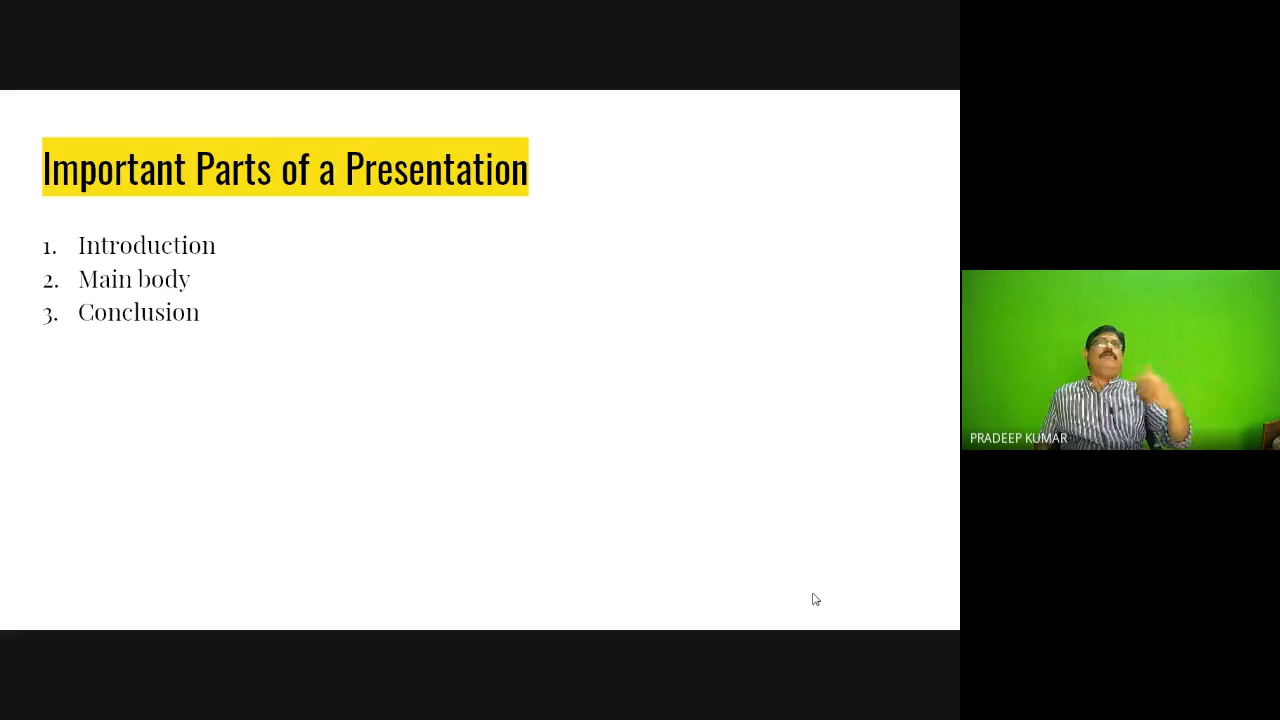 Important Parts of a Presentation
1. Introduction
2. Main body
3. Conclusion
PRADEEP KUMAR